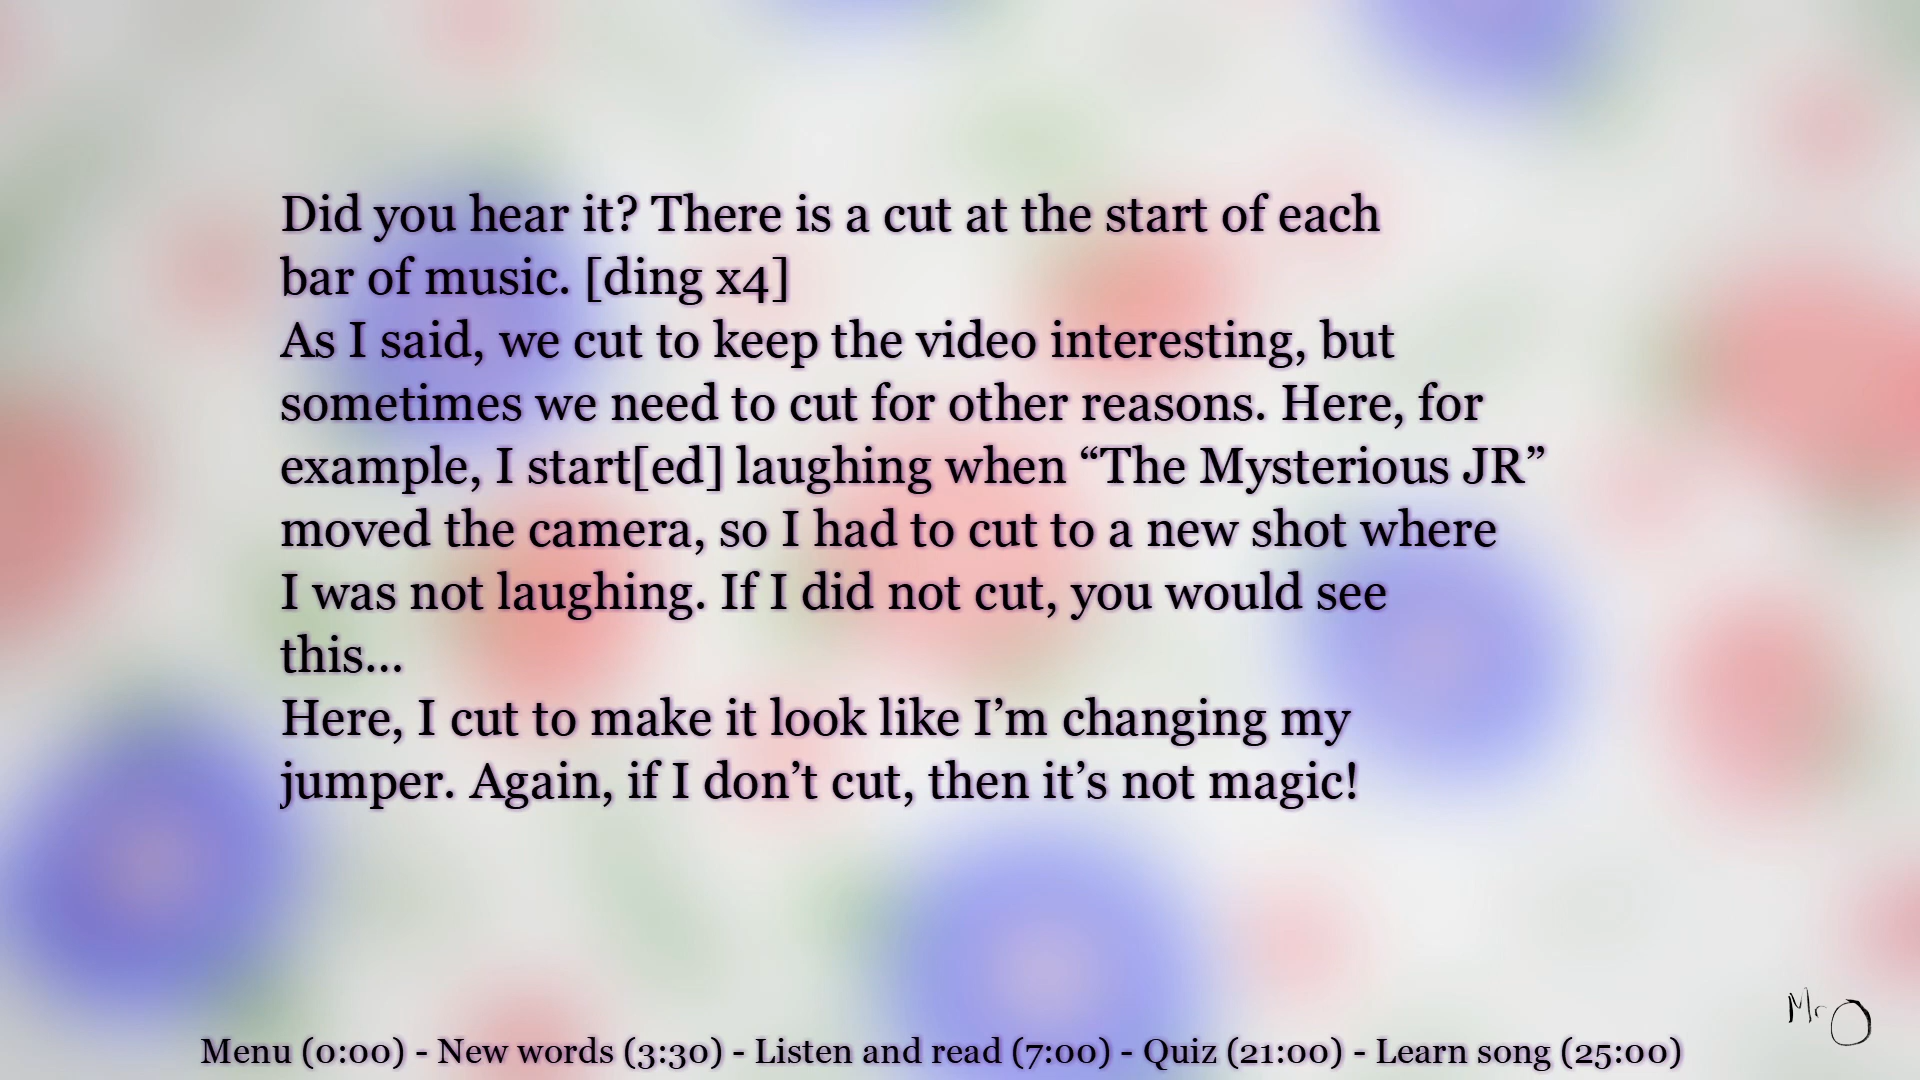 Did you hear it? There is a cut at the start of each
bar of music. [ding x4]
As I said, we cut to keep the video interesting, but
sometimes we need to cut for other reasons. Here, for
example, I start[ed] laughing when “The Mysterious JR”
moved the camera, so I had to cut to a new shot where
I was not laughing. If I did not cut, you would see
this...
Here, I cut to make it look like I’m changing my
jumper. Again, if I don’t cut, then it’s not magic!
Mr O
Menu (0:00) - New words (3:30) - Listen and read (7:00) - Quiz (21:00) - Learn song (25:00)